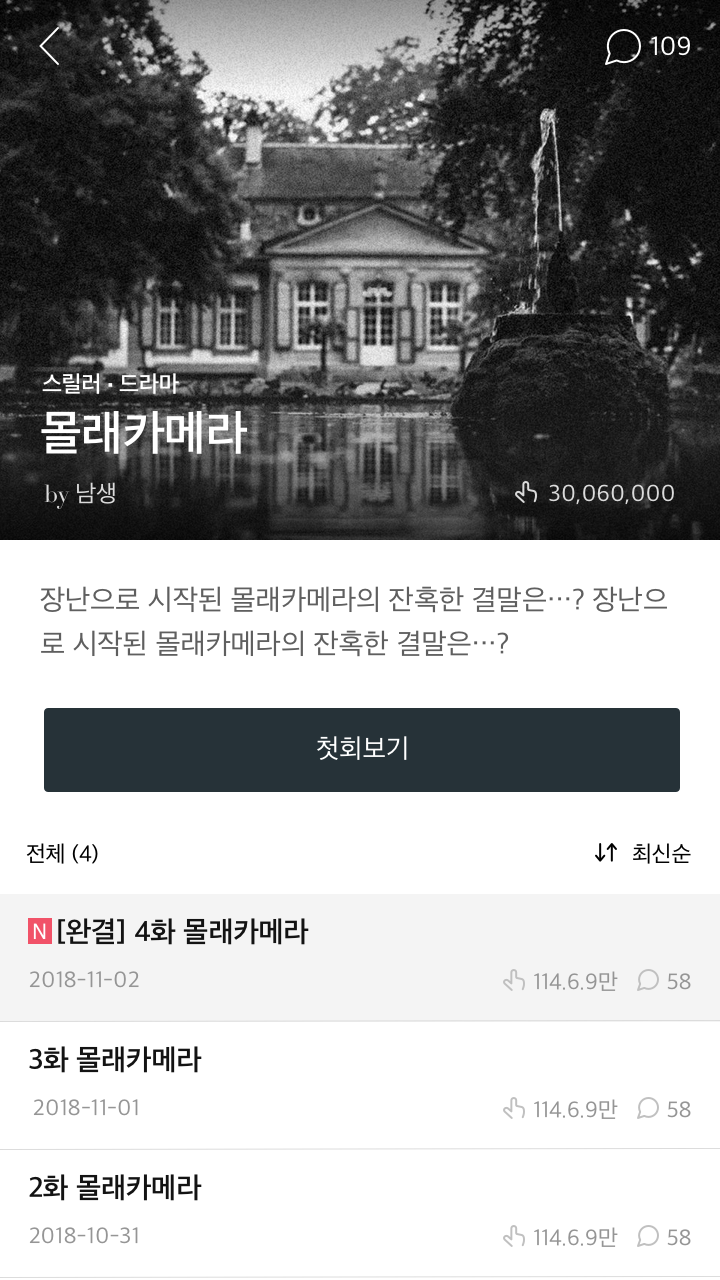 109
스릴러 · 드라마
몰래카메라
by 남생
30,060,000
장난으로 시작된 몰래카메라의 잔혹한 결말은…? 장난으
로 시작된 몰래카메라의 잔혹한 결말은…?
첫회보기
전체 (4)
최신순
N [완결] 4화 몰래카메라
2018-11-02
114.6.9만 58
3화 몰래카메라
2018-11-01
114.6.9만 58
2화 몰래카메라
2018-10-31
114.6.9만 58